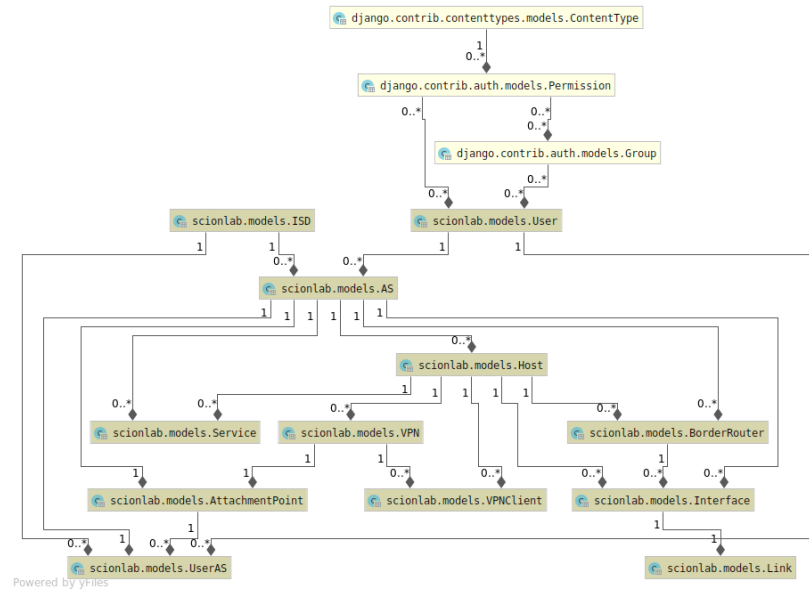 django.contrib.contenttypes.models.ContentType
1
0..*
django.contrib.auth.models.Permission
0..* 0..*
0..*
django.contrib.auth.models.Group
0..*
0..* 0..*
scionlab.models.ISD scionlab.models.User
1 1 1 1
0..* 0..*
scionlab.models.AS
1 1 1 1 1 1
0..*
scionlab.models.Host
1 1 1 1 1
0..* 0..* 0..* 0..* 0..*
scionlab.models.Service scionlab.models.VPN scionlab.models.BorderRouter
1 1 1
1 1 0..* 0..* 0..* 0..* 0..*
scionlab.models.AttachmentPoint scionlab.models.VPNClient scionlab.models.Interface
1 1
0..* 1 0..* 0..* 1
scionlab.models.UserAS scionlab.models.Link
Powered by yFiles